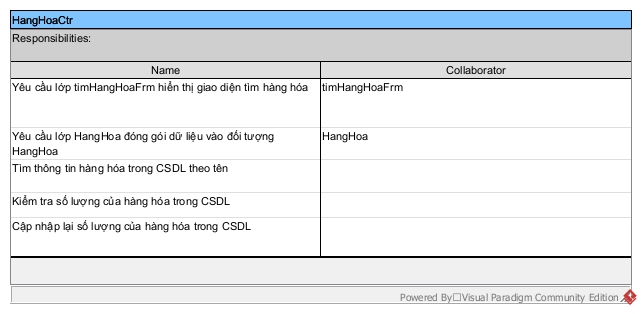 HangHoaCtr
Responsibilities:
Name Collaborator
Yêu cầu lớp timHangHoaFrm hiển thị giao diện tìm hàng hóa timHangHoaFrm
Yêu cầu lớp HangHoa đóng gói dữ liệu vào đối tượng HangHoa
HangHoa
Tìm thông tin hàng hóa trong CSDL theo tên
Kiểm tra số lượng của hàng hóa trong CSDL
Cập nhập lại số lượng của hàng hóa trong CSDL
Powered By□Visual Paradigm Community Edition